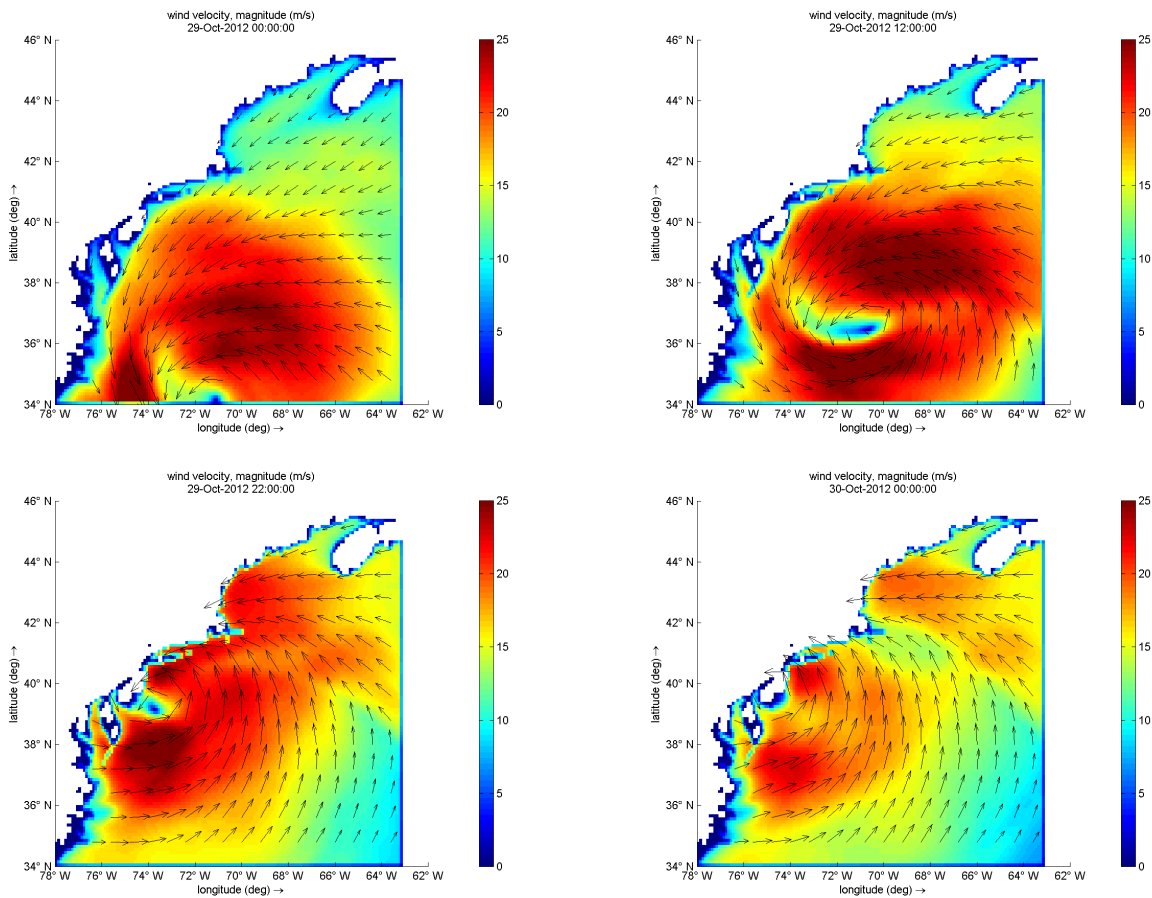 wind velocity, magnitude (m/s)
29-Oct-2012 00:00:00
46° N
44° N
42° N
40° N
38° N
36° N
34° N
latitude (deg) →
78° W 76° W 74° W 72° W 70° W 68° W 66° W 64° W 62° W
longitude (deg) →
25
20
15
10
5
0
wind velocity, magnitude (m/s)
29-Oct-2012 12:00:00
46° N
44° N
42° N
40° N
38° N
36° N
34° N
latitude (deg) →
78° W 76° W 74° W 72° W 70° W 68° W 66° W 64° W 62° W
longitude (deg) →
25
20
15
10
5
0
wind velocity, magnitude (m/s)
29-Oct-2012 22:00:00
46° N
44° N
42° N
40° N
38° N
36° N
34° N
latitude (deg) →
78° W 76° W 74° W 72° W 70° W 68° W 66° W 64° W 62° W
longitude (deg) →
25
20
15
10
5
0
wind velocity, magnitude (m/s)
30-Oct-2012 00:00:00
46° N
44° N
42° N
40° N
38° N
36° N
34° N
latitude (deg) →
78° W 76° W 74° W 72° W 70° W 68° W 66° W 64° W 62° W
longitude (deg) →
25
20
15
10
5
0